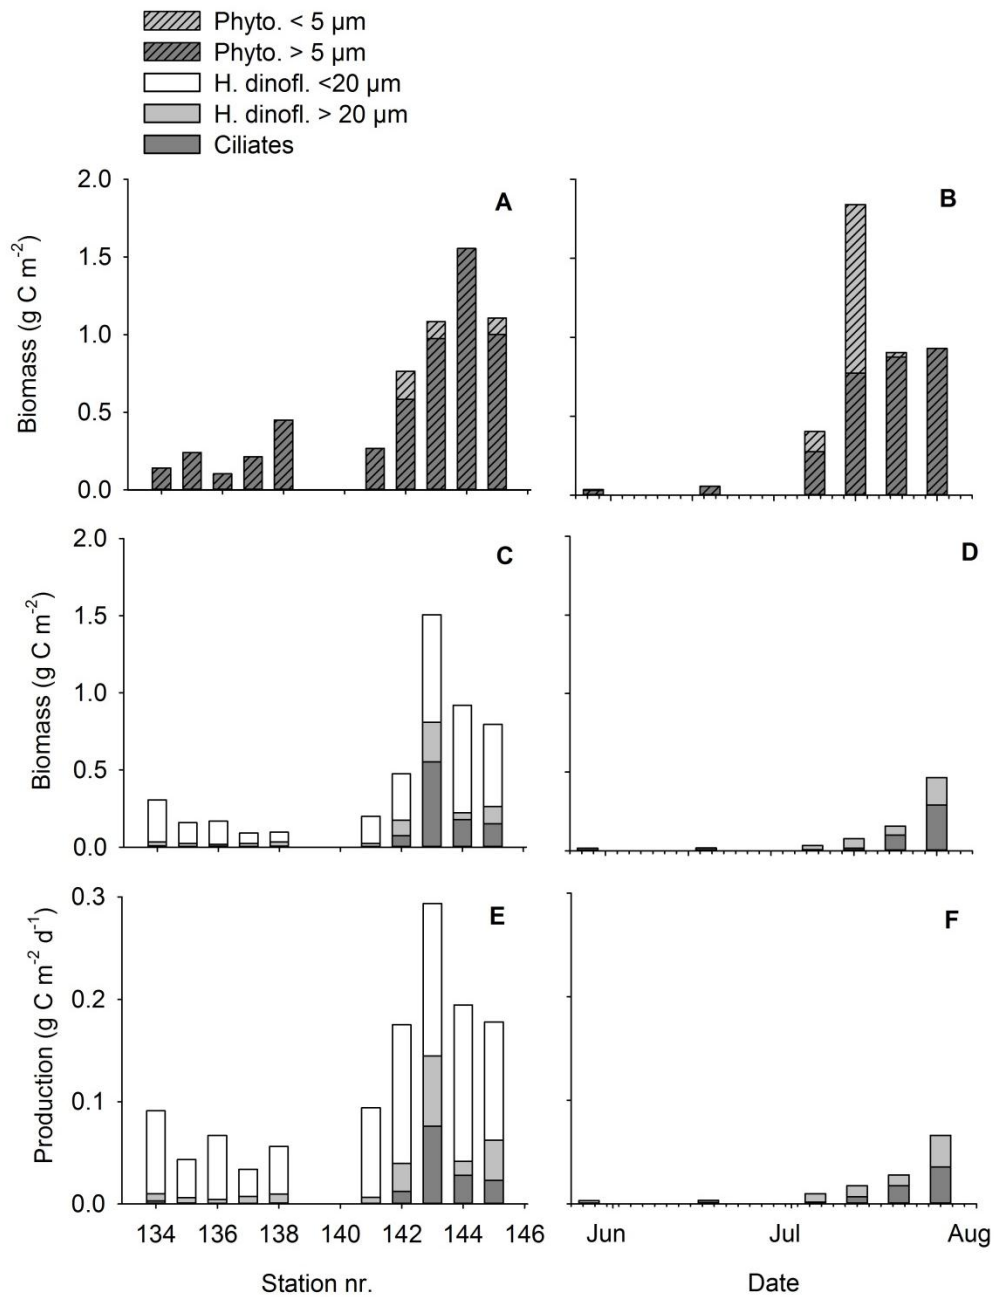 Phyto. < 5 µm
Phyto. > 5 µm
H. dinofl. <20 µm
H. dinofl. > 20 µm
Ciliates
2.0
1.5
1.0
0.5
0.0
Biomass (g C m⁻²)
A
B
2.0
1.5
1.0
0.5
0.0
Biomass (g C m⁻²)
C
D
0.3
0.2
0.1
0.0
Production (g C m⁻² d⁻¹)
E
F
134 136 138 140 142 144 146
Station nr.
Jun Jul Aug
Date